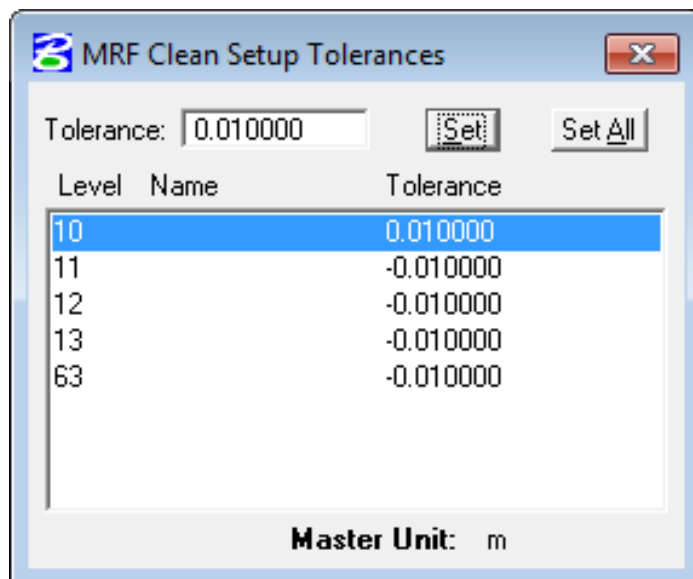 MRF Clean Setup Tolerances
Tolerance: 0.010000 Set Set All
Level Name Tolerance
10 0.010000
11 -0.010000
12 -0.010000
13 -0.010000
63 -0.010000
Master Unit: m